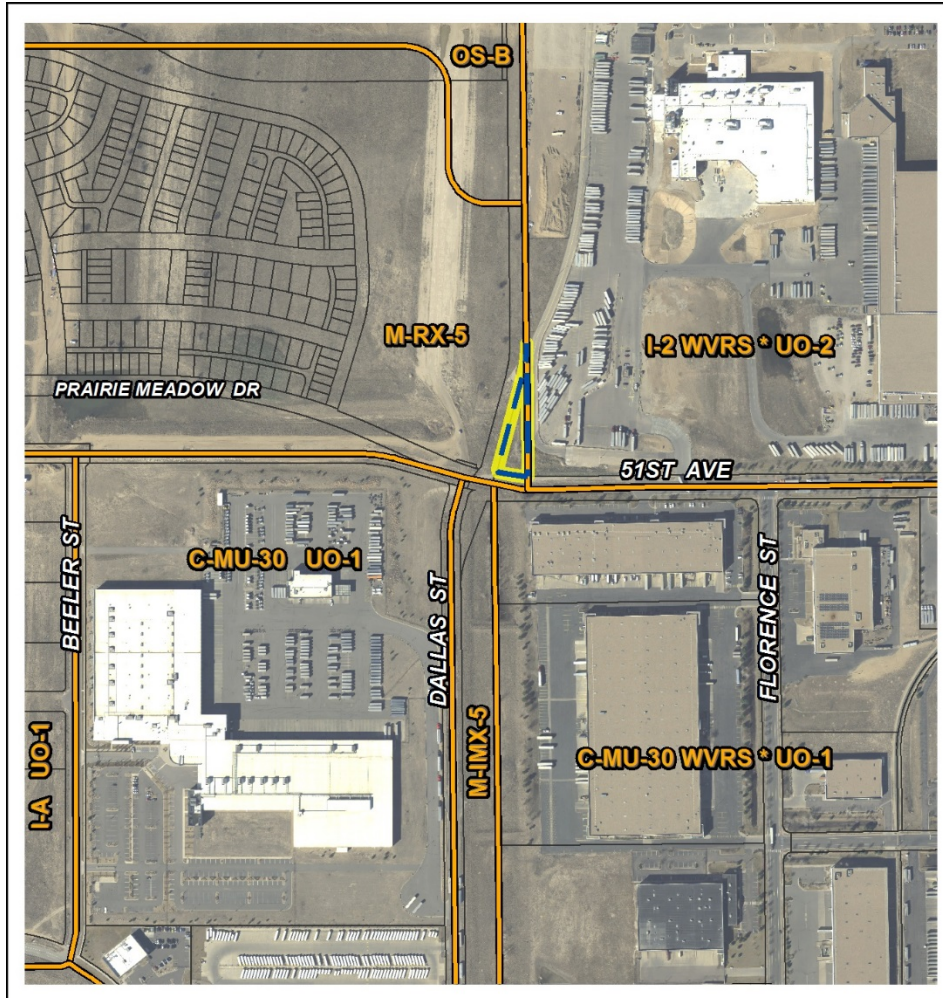 OS-B
M-RX-5
I-2 WVRS * UO-2
PRAIRIE MEADOW DR
51ST AVE
C-MU-30 UO-1
BEELER ST
DALLAS ST
FLORENCE ST
M-IMX-5
C-MU-30 WVRS * UO-1
I-A UO-1